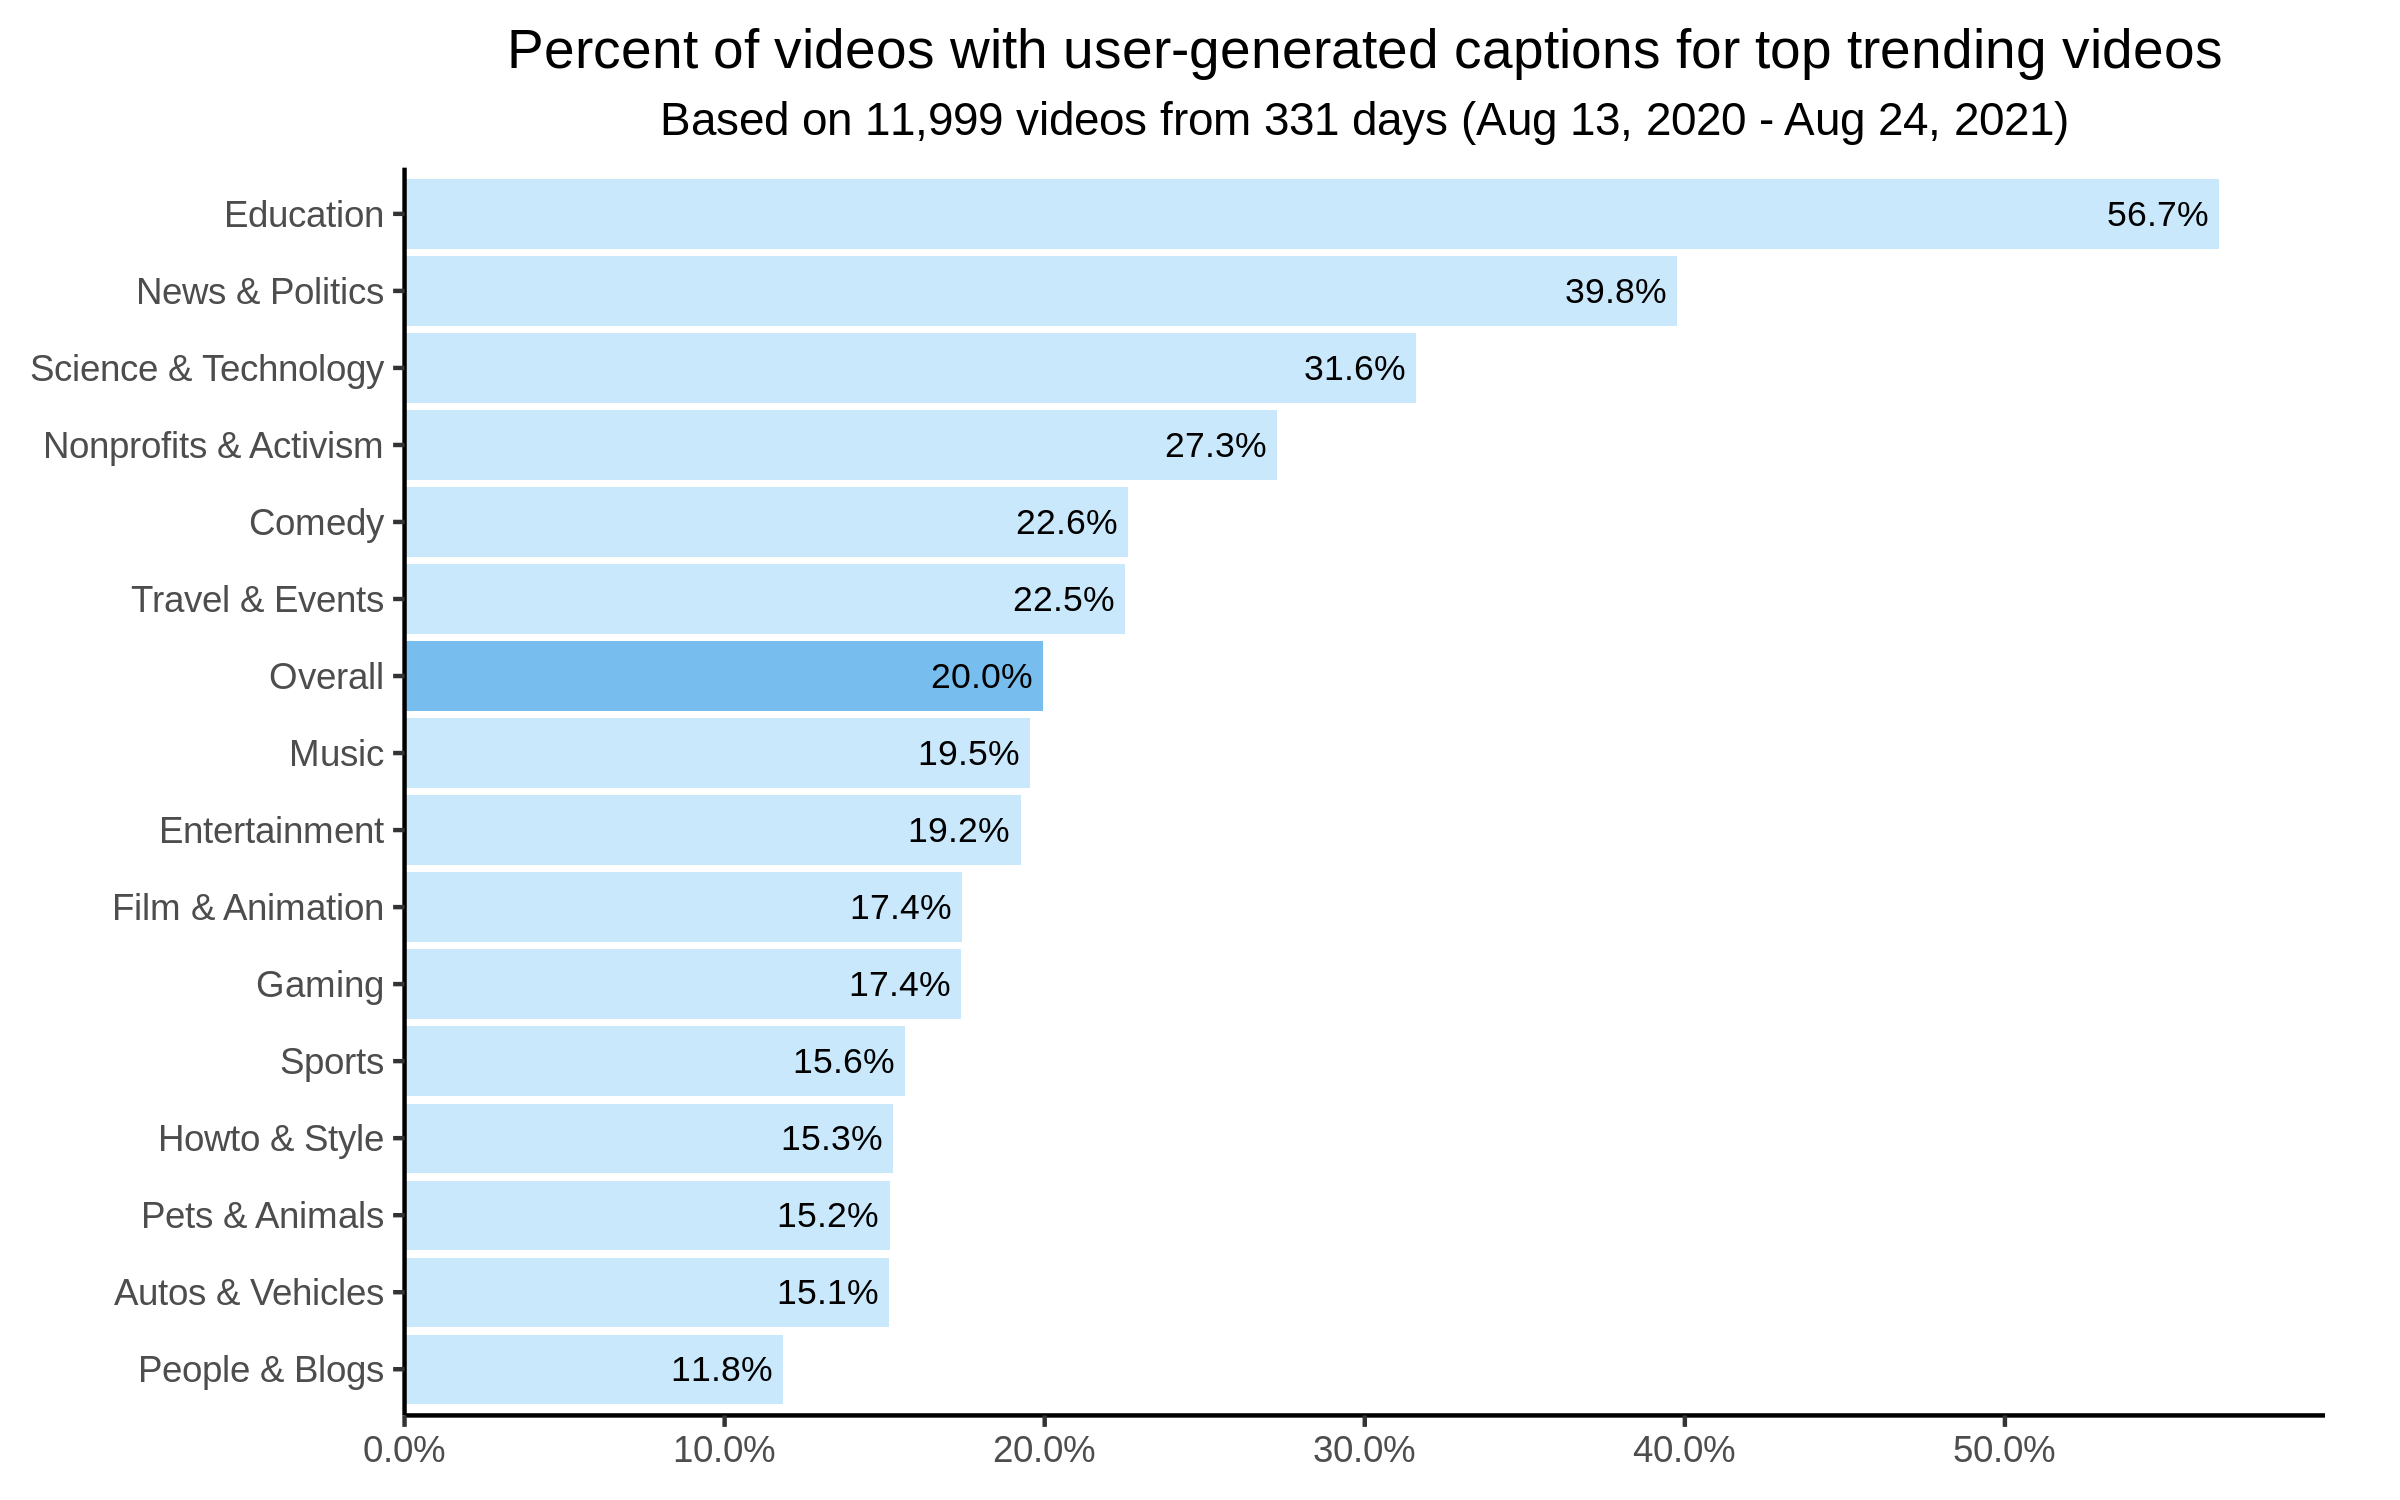 Percent of videos with user-generated captions for top trending videos
Based on 11,999 videos from 331 days (Aug 13, 2020 - Aug 24, 2021)
Education 56.7%
News & Politics 39.8%
Science & Technology 31.6%
Nonprofits & Activism 27.3%
Comedy 22.6%
Travel & Events 22.5%
Overall 20.0%
Music 19.5%
Entertainment 19.2%
Film & Animation 17.4%
Gaming 17.4%
Sports 15.6%
Howto & Style 15.3%
Pets & Animals 15.2%
Autos & Vehicles 15.1%
People & Blogs 11.8%
0.0% 10.0% 20.0% 30.0% 40.0% 50.0%